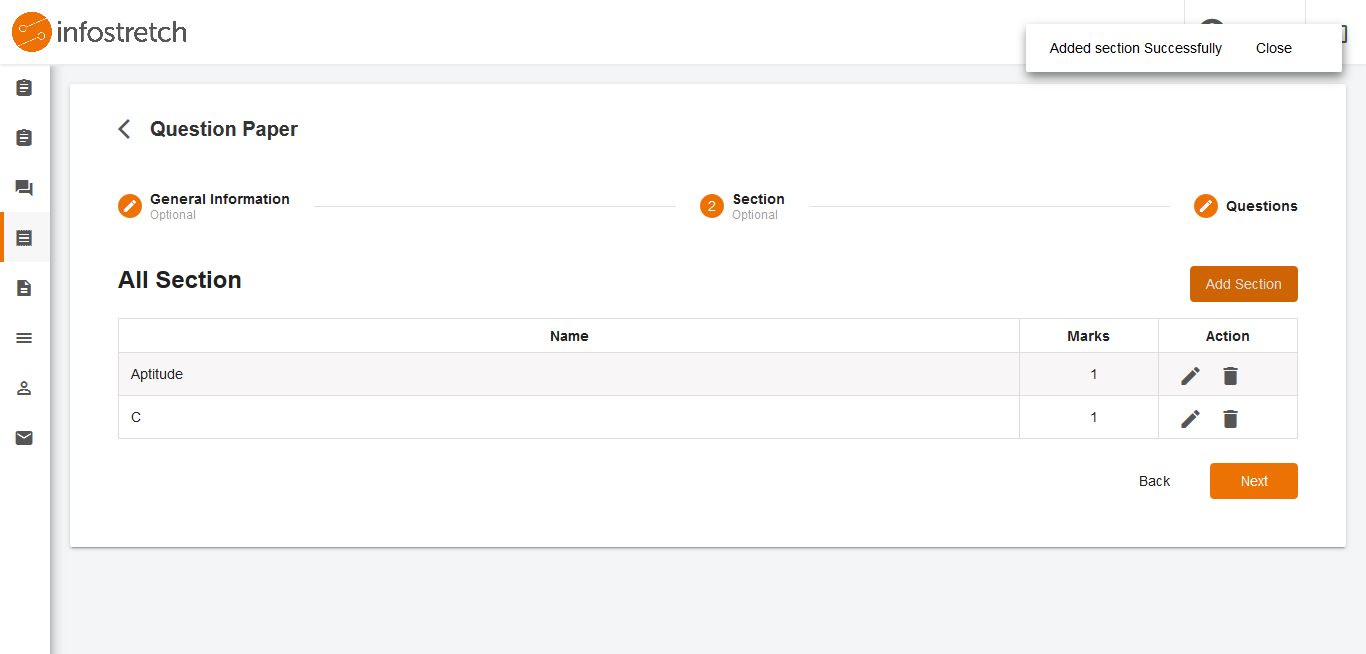 infostretch
Added section Successfully Close
Question Paper
General Information
Optional
2 Section
Optional
Questions
All Section
Add Section
Name Marks Action
Aptitude 1
C 1
Back Next